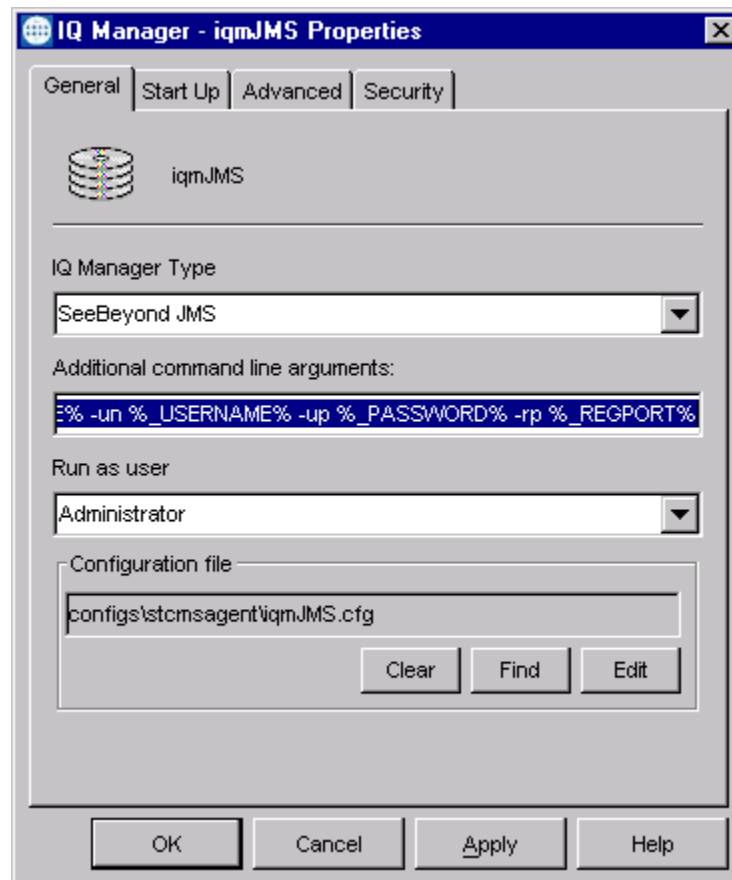 IQ Manager - iqmJMS Properties
General Start Up Advanced Security
iqmJMS
IQ Manager Type
SeeBeyond JMS
Additional command line arguments:
E% -un %_USERNAME% -up %_PASSWORD% -rp %_REGPORT%
Run as user
Administrator
Configuration file
configs\stcmsagent\iqmJMS.cfg
Clear Find Edit
OK Cancel Apply Help